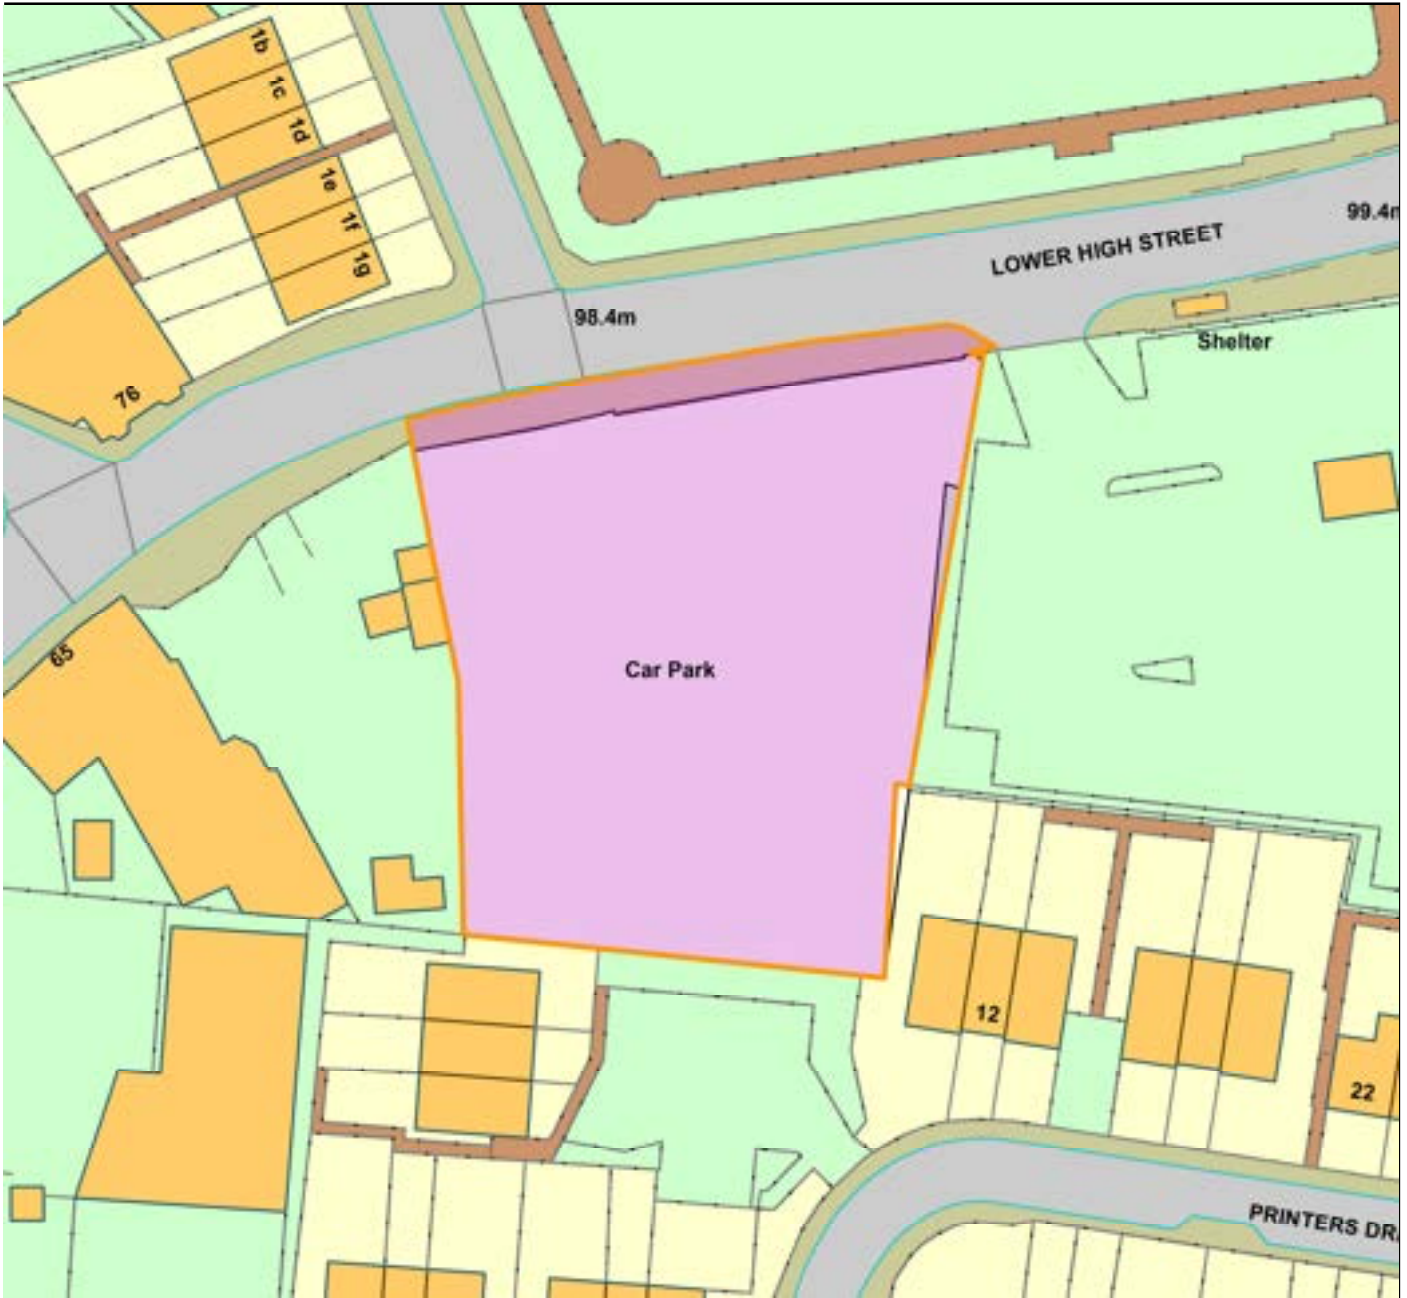 1b
1c
1d
1e
1f
1g
99.4m
LOWER HIGH STREET
98.4m
Shelter
76
65
Car Park
12
22
PRINTERS DR